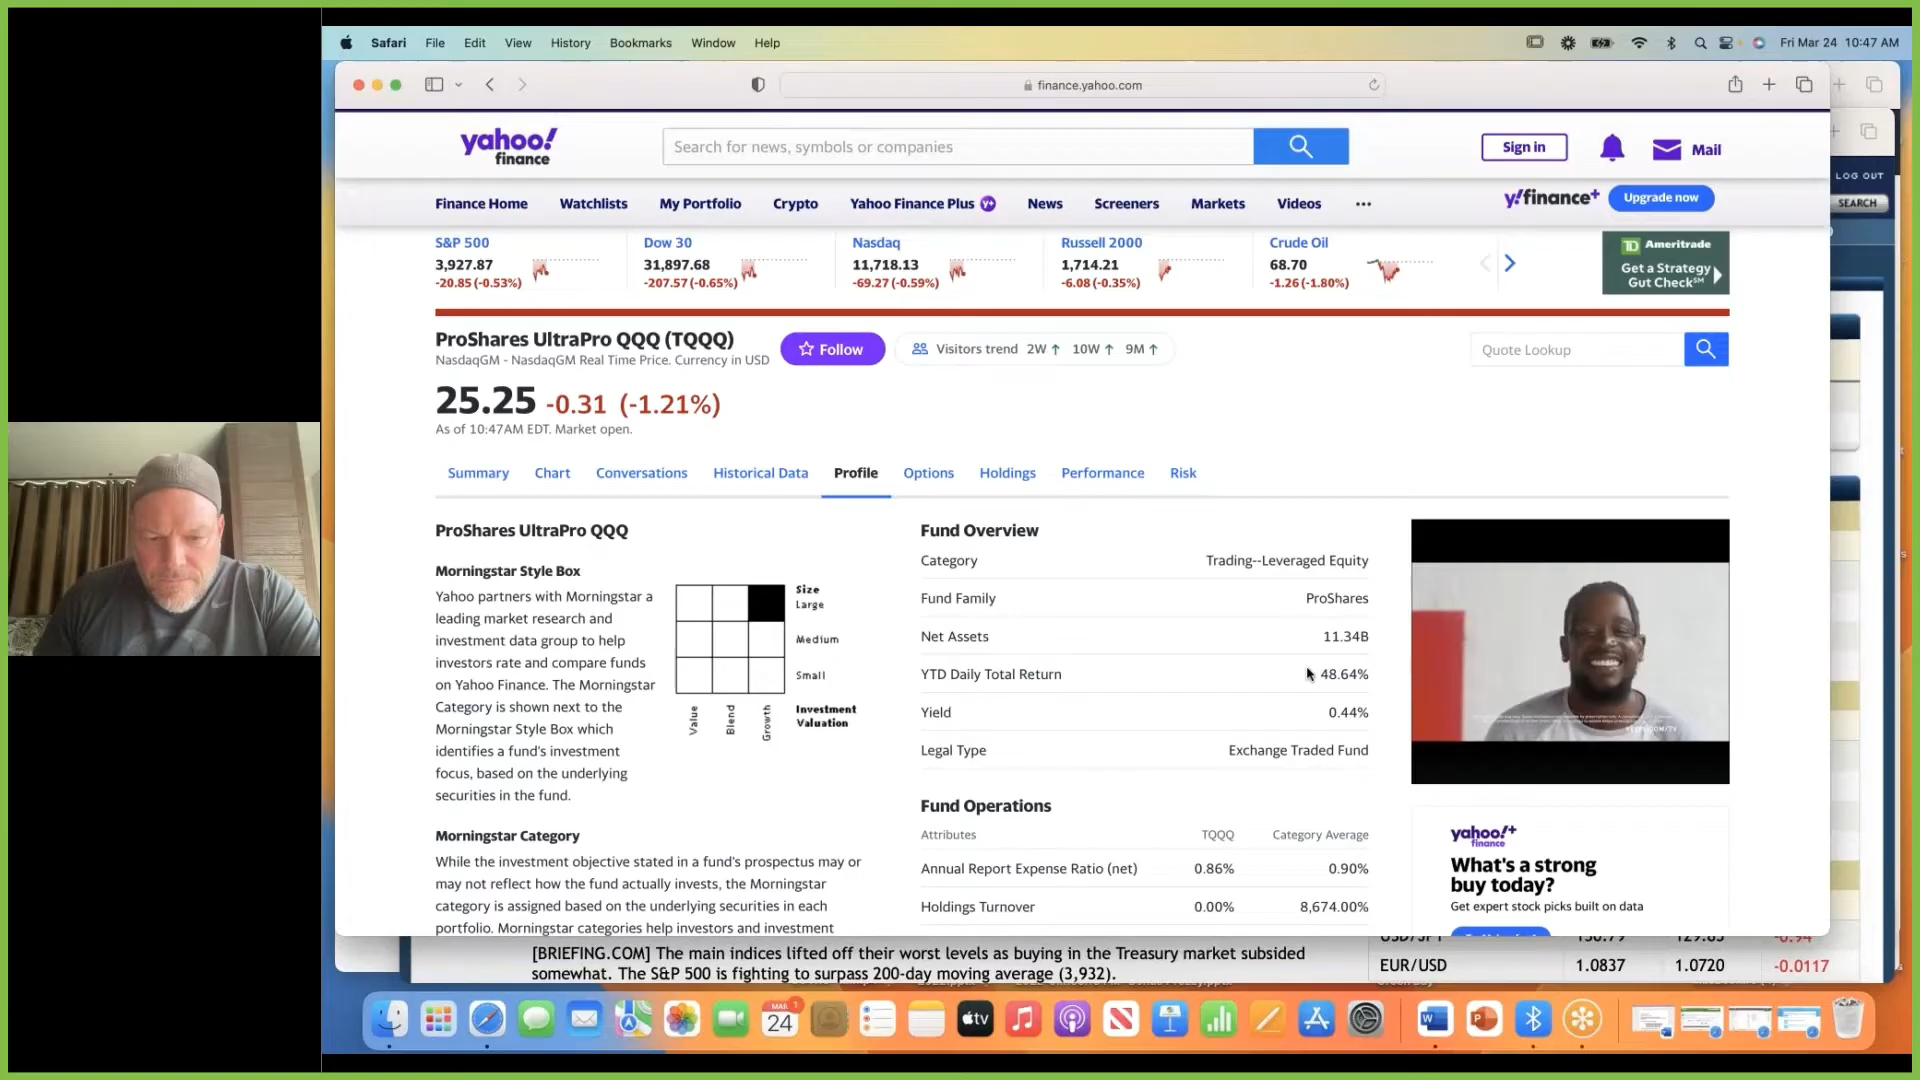 Safari File Edit View History Bookmarks Window Help
Fri Mar 24 10:47 AM
finance.yahoo.com
LOG OUT
SEARCH
yahoo!
finance
Search for news, symbols or companies
Sign in
Mail
Finance Home Watchlists My Portfolio Crypto Yahoo Finance Plus News Screeners Markets Videos
y!finance+ Upgrade now
S&P 500 Dow 30 Nasdaq Russell 2000 Crude Oil
3,927.87 31,897.68 11,718.13 1,714.21 68.70
-20.85 (-0.53%) -207.57 (-0.65%) -69.27 (-0.59%) -6.08 (-0.35%) -1.26 (-1.80%)
TD Ameritrade
Get a Strategy
Gut Check℠
ProShares UltraPro QQQ (TQQQ)
NasdaqGM - NasdaqGM Real Time Price. Currency in USD
Follow
Visitors trend 2W ↑ 10W ↑ 9M ↑
Quote Lookup
25.25 -0.31 (-1.21%)
As of 10:47AM EDT. Market open.
Summary Chart Conversations Historical Data Profile Options Holdings Performance Risk
ProShares UltraPro QQQ
Morningstar Style Box
Yahoo partners with Morningstar a
leading market research and
investment data group to help
investors rate and compare funds
on Yahoo Finance. The Morningstar
Category is shown next to the
Morningstar Style Box which
identifies a fund's investment
focus, based on the underlying
securities in the fund.
Size
Large
Medium
Small
Investment
Valuation
Value
Blend
Growth
Morningstar Category
While the investment objective stated in a fund's prospectus may or
may not reflect how the fund actually invests, the Morningstar
category is assigned based on the underlying securities in each
portfolio. Morningstar categories help investors and investment
Fund Overview
Category Trading--Leveraged Equity
Fund Family ProShares
Net Assets 11.34B
YTD Daily Total Return 48.64%
Yield 0.44%
Legal Type Exchange Traded Fund
Fund Operations
Attributes TQQQ Category Average
Annual Report Expense Ratio (net) 0.86% 0.90%
Holdings Turnover 0.00% 8,674.00%
yahoo!+
finance
What's a strong
buy today?
Get expert stock picks built on data
[BRIEFING.COM] The main indices lifted off their worst levels as buying in the Treasury market subsided
somewhat. The S&P 500 is fighting to surpass 200-day moving average (3,932).
USD/JPY 130.79 129.85 -0.94
EUR/USD 1.0837 1.0720 -0.0117
MAR 1
24
tv
W
P